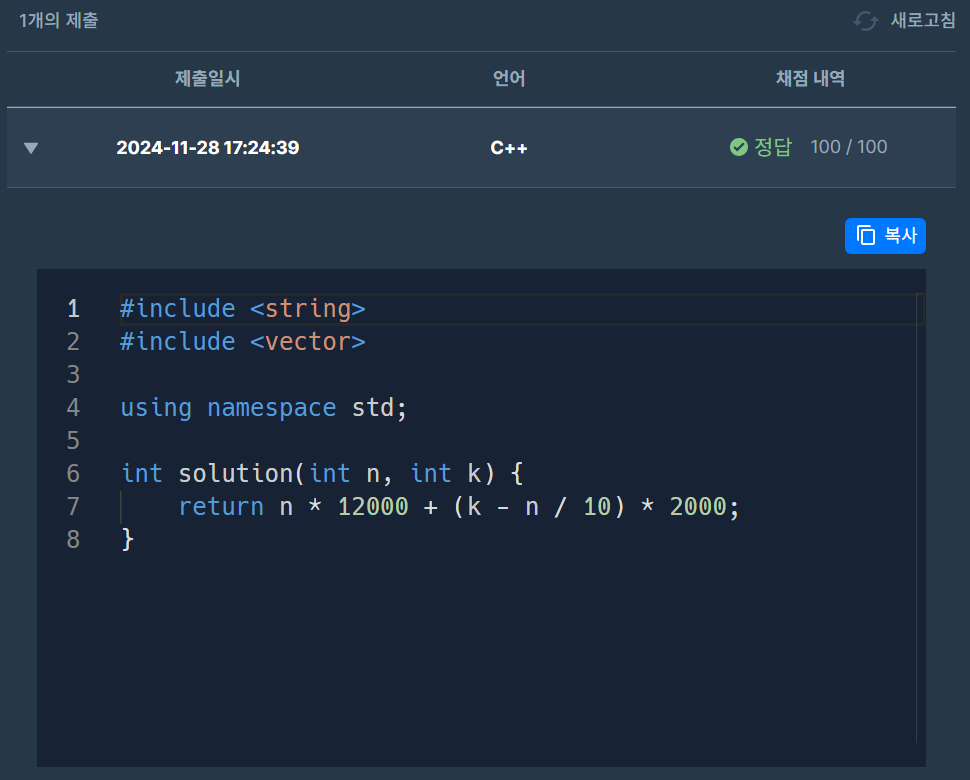 1개의 제출 새로고침
제출일시 언어 채점 내역
2024-11-28 17:24:39 C++ 정답 100 / 100
복사
1 #include <string>
2 #include <vector>
3
4 using namespace std;
5
6 int solution(int n, int k) {
7     return n * 12000 + (k - n / 10) * 2000;
8 }